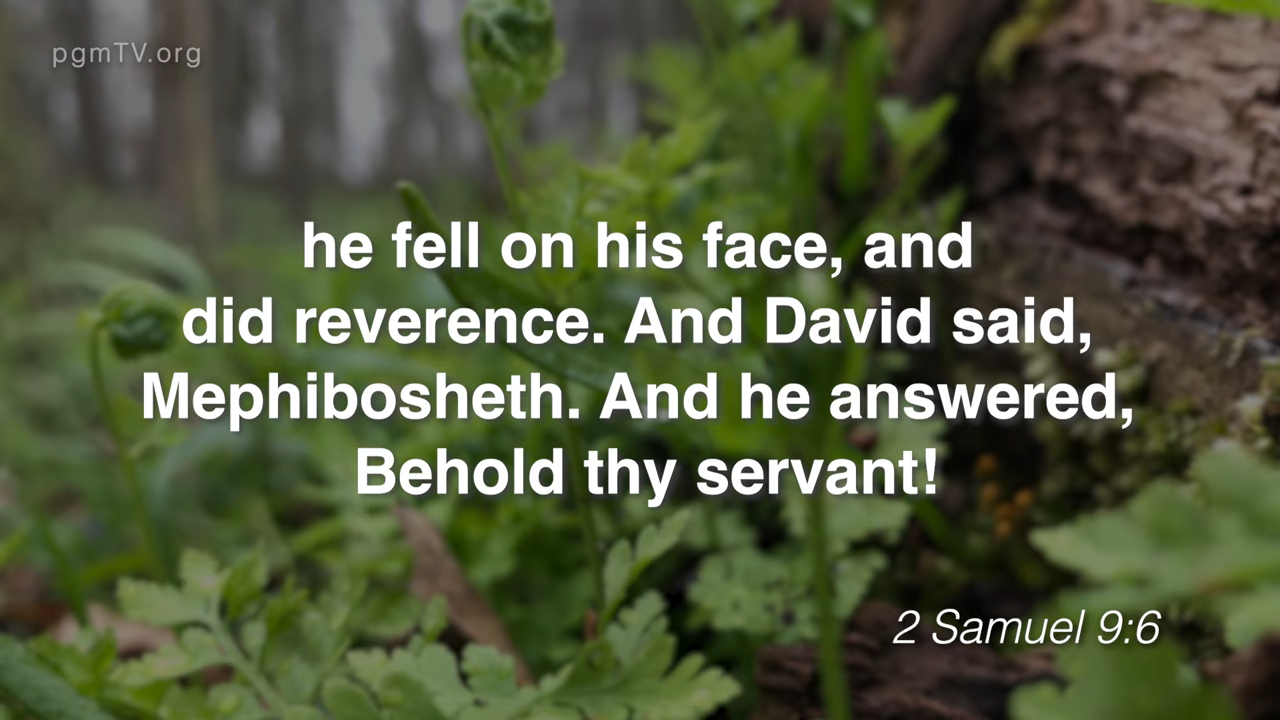 pgmTV.org
he fell on his face, and
did reverence. And David said,
Mephibosheth. And he answered,
Behold thy servant!
2 Samuel 9:6